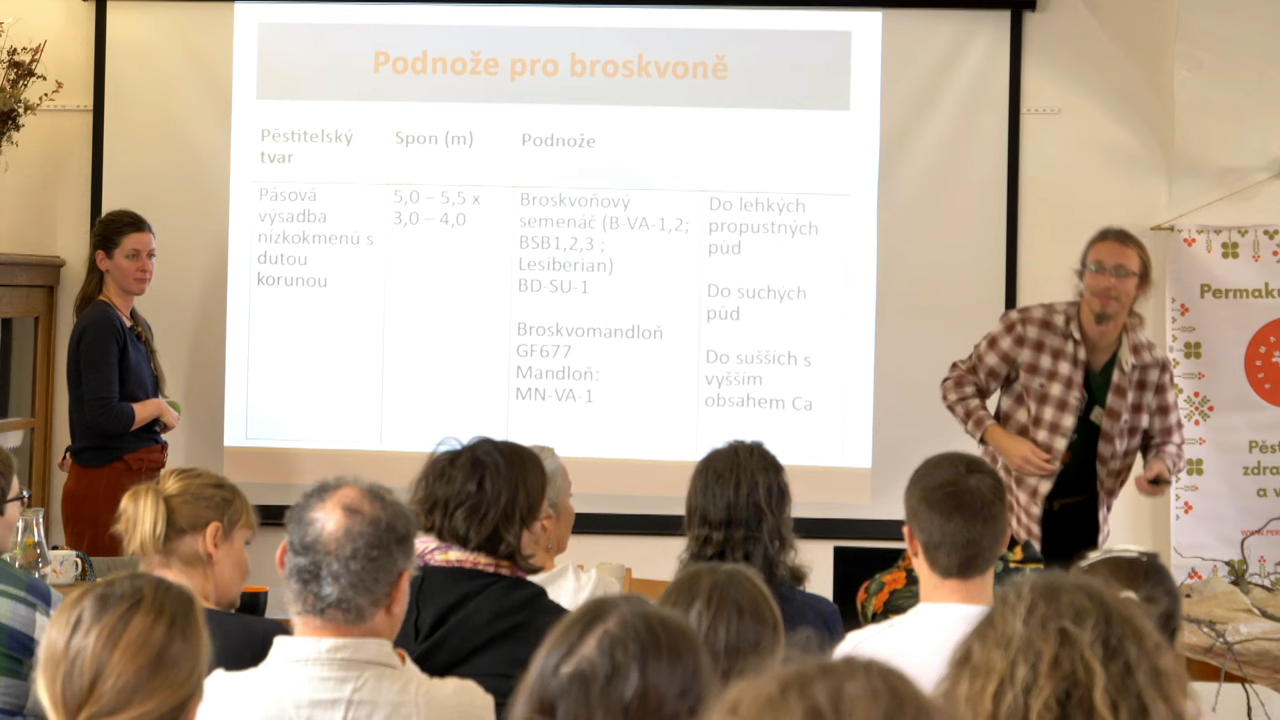 Podnože pro broskvoně
Pěstitelský
tvar
Spon (m)
Podnože
Pásová
výsadba
nízkokmenů s
dutou
korunou
5,0 – 5,5 x
3,0 – 4,0
Broskvoňový
semenáč (B-VA-1,2;
BSB1,2,3 ;
Lesiberian)
BD-SU-1
Broskvomandloň
GF677
Mandloň:
MN-VA-1
Do lehkých
propustných
půd
Do suchých
půd
Do sušších s
vyšším
obsahem Ca
Permaku
Pěst
zdra
a v
WWW.PER